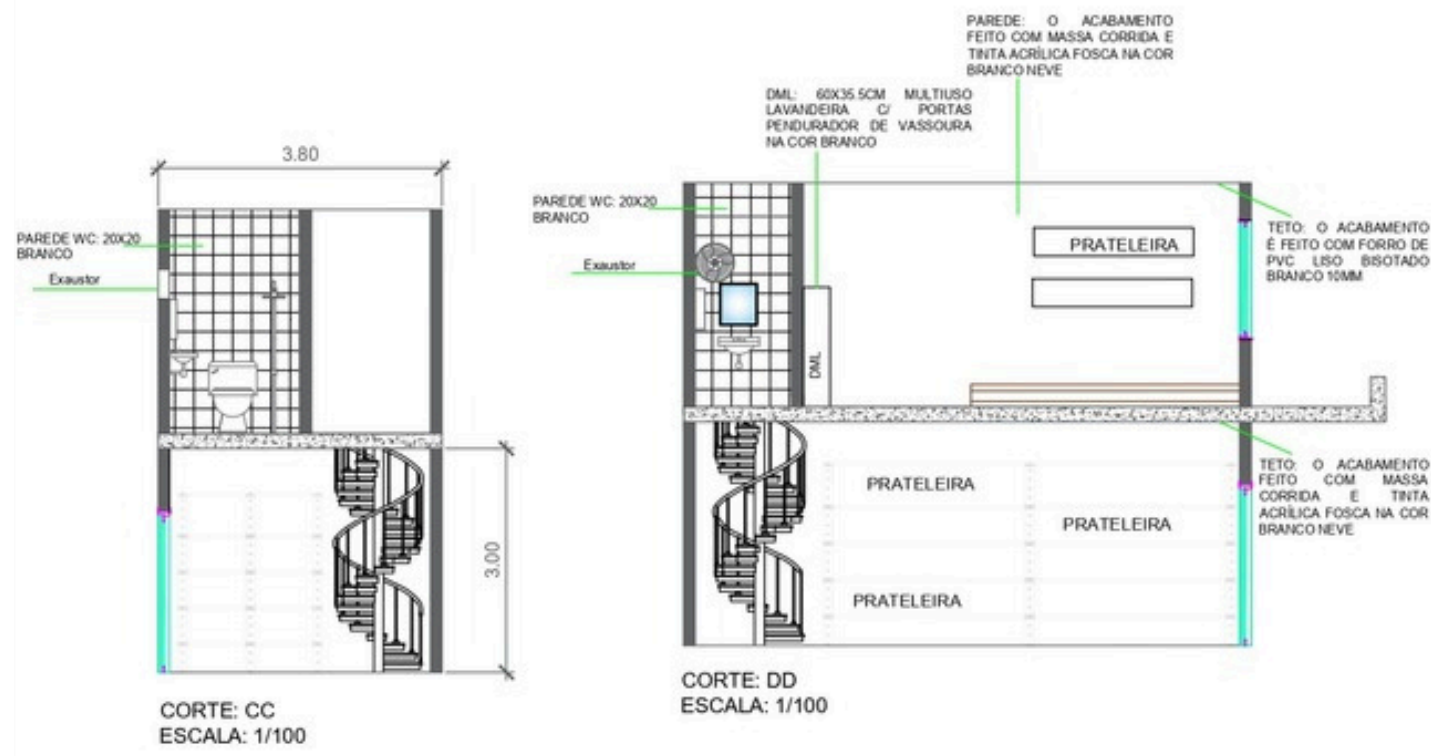 3.80
PAREDE WC: 20X20
BRANCO
Exaustor
3.00
CORTE: CC
ESCALA: 1/100
PAREDE: O ACABAMENTO
FEITO COM MASSA CORRIDA E
TINTA ACRÍLICA FOSCA NA COR
BRANCO NEVE
DML: 60X35.5CM MULTIUSO
LAVANDEIRA C/ PORTAS
PENDURADOR DE VASSOURA
NA COR BRANCO
PAREDE WC: 20X20
BRANCO
Exaustor
DML
PRATELEIRA
TETO: O ACABAMENTO
É FEITO COM FORRO DE
PVC LISO BISOTADO
BRANCO 10MM
PRATELEIRA
PRATELEIRA
PRATELEIRA
TETO: O ACABAMENTO
FEITO COM MASSA
CORRIDA E TINTA
ACRÍLICA FOSCA NA COR
BRANCO NEVE
CORTE: DD
ESCALA: 1/100